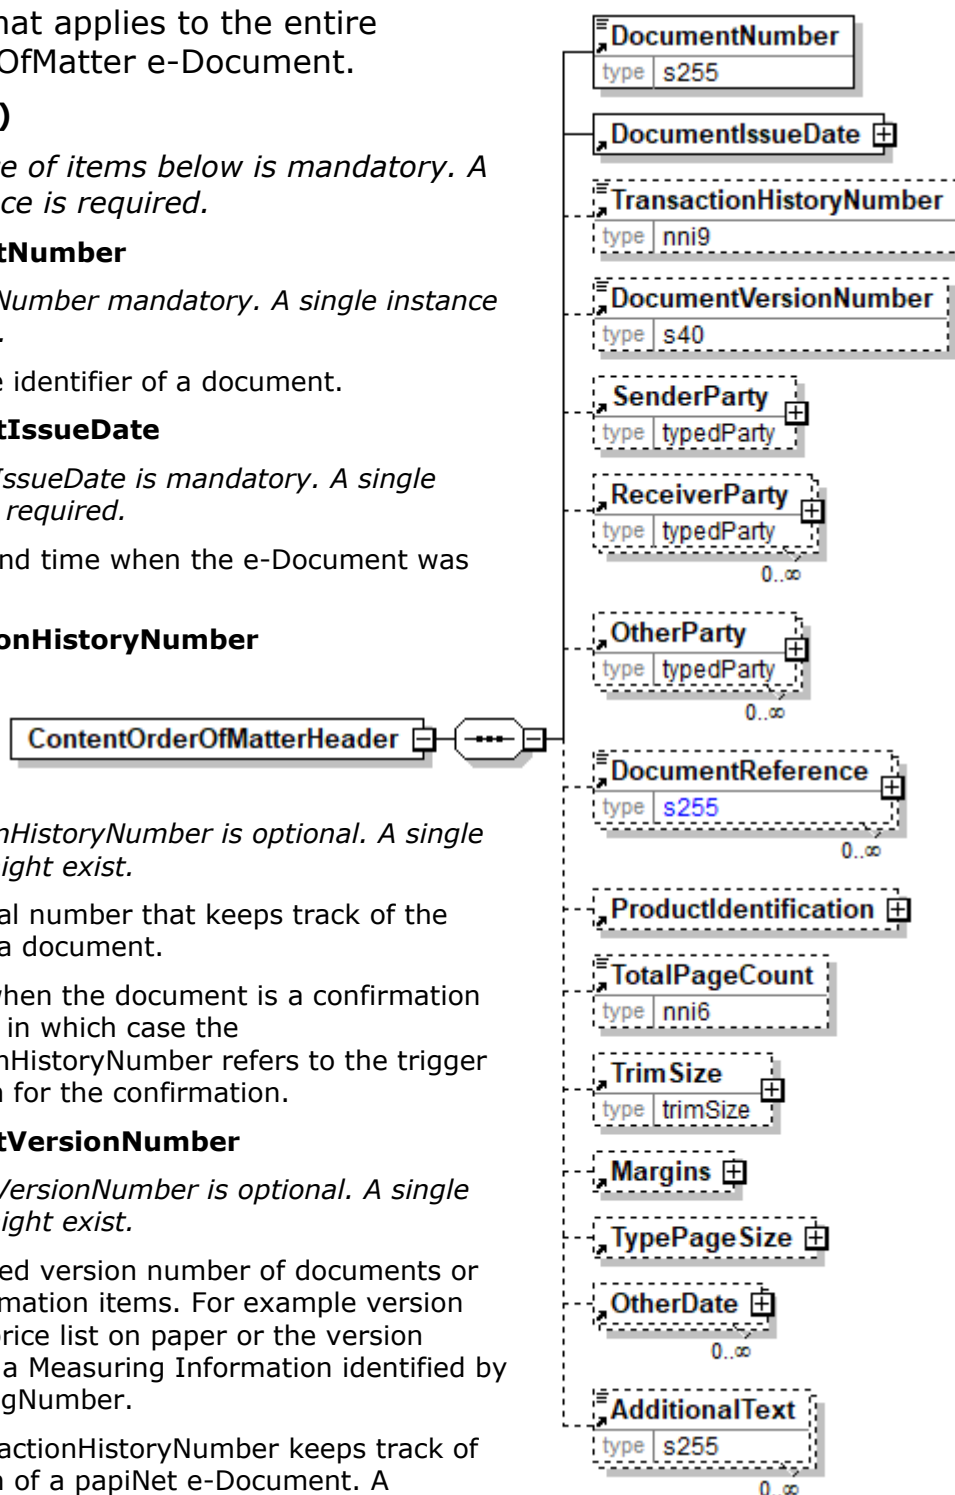 hat applies to the entire
OfMatter e-Document.
)
e of items below is mandatory. A
ce is required.
tNumber
Number mandatory. A single instance
.
e identifier of a document.
tIssueDate
IssueDate is mandatory. A single
required.
nd time when the e-Document was
onHistoryNumber
ContentOrderOfMatterHeader
nHistoryNumber is optional. A single
ight exist.
al number that keeps track of the
a document.
when the document is a confirmation
in which case the
nHistoryNumber refers to the trigger
n for the confirmation.
tVersionNumber
VersionNumber is optional. A single
ight exist.
ed version number of documents or
rmation items. For example version
price list on paper or the version
a Measuring Information identified by
gNumber.
actionHistoryNumber keeps track of
n of a papiNet e-Document. A
DocumentNumber
type s255
DocumentIssueDate
TransactionHistoryNumber
type nni9
DocumentVersionNumber
type s40
SenderParty
type typedParty
ReceiverParty
type typedParty
0..∞
OtherParty
type typedParty
0..∞
DocumentReference
type s255
0..∞
ProductIdentification
TotalPageCount
type nni6
TrimSize
type trimSize
Margins
TypePageSize
OtherDate
0..∞
AdditionalText
type s255
0..∞